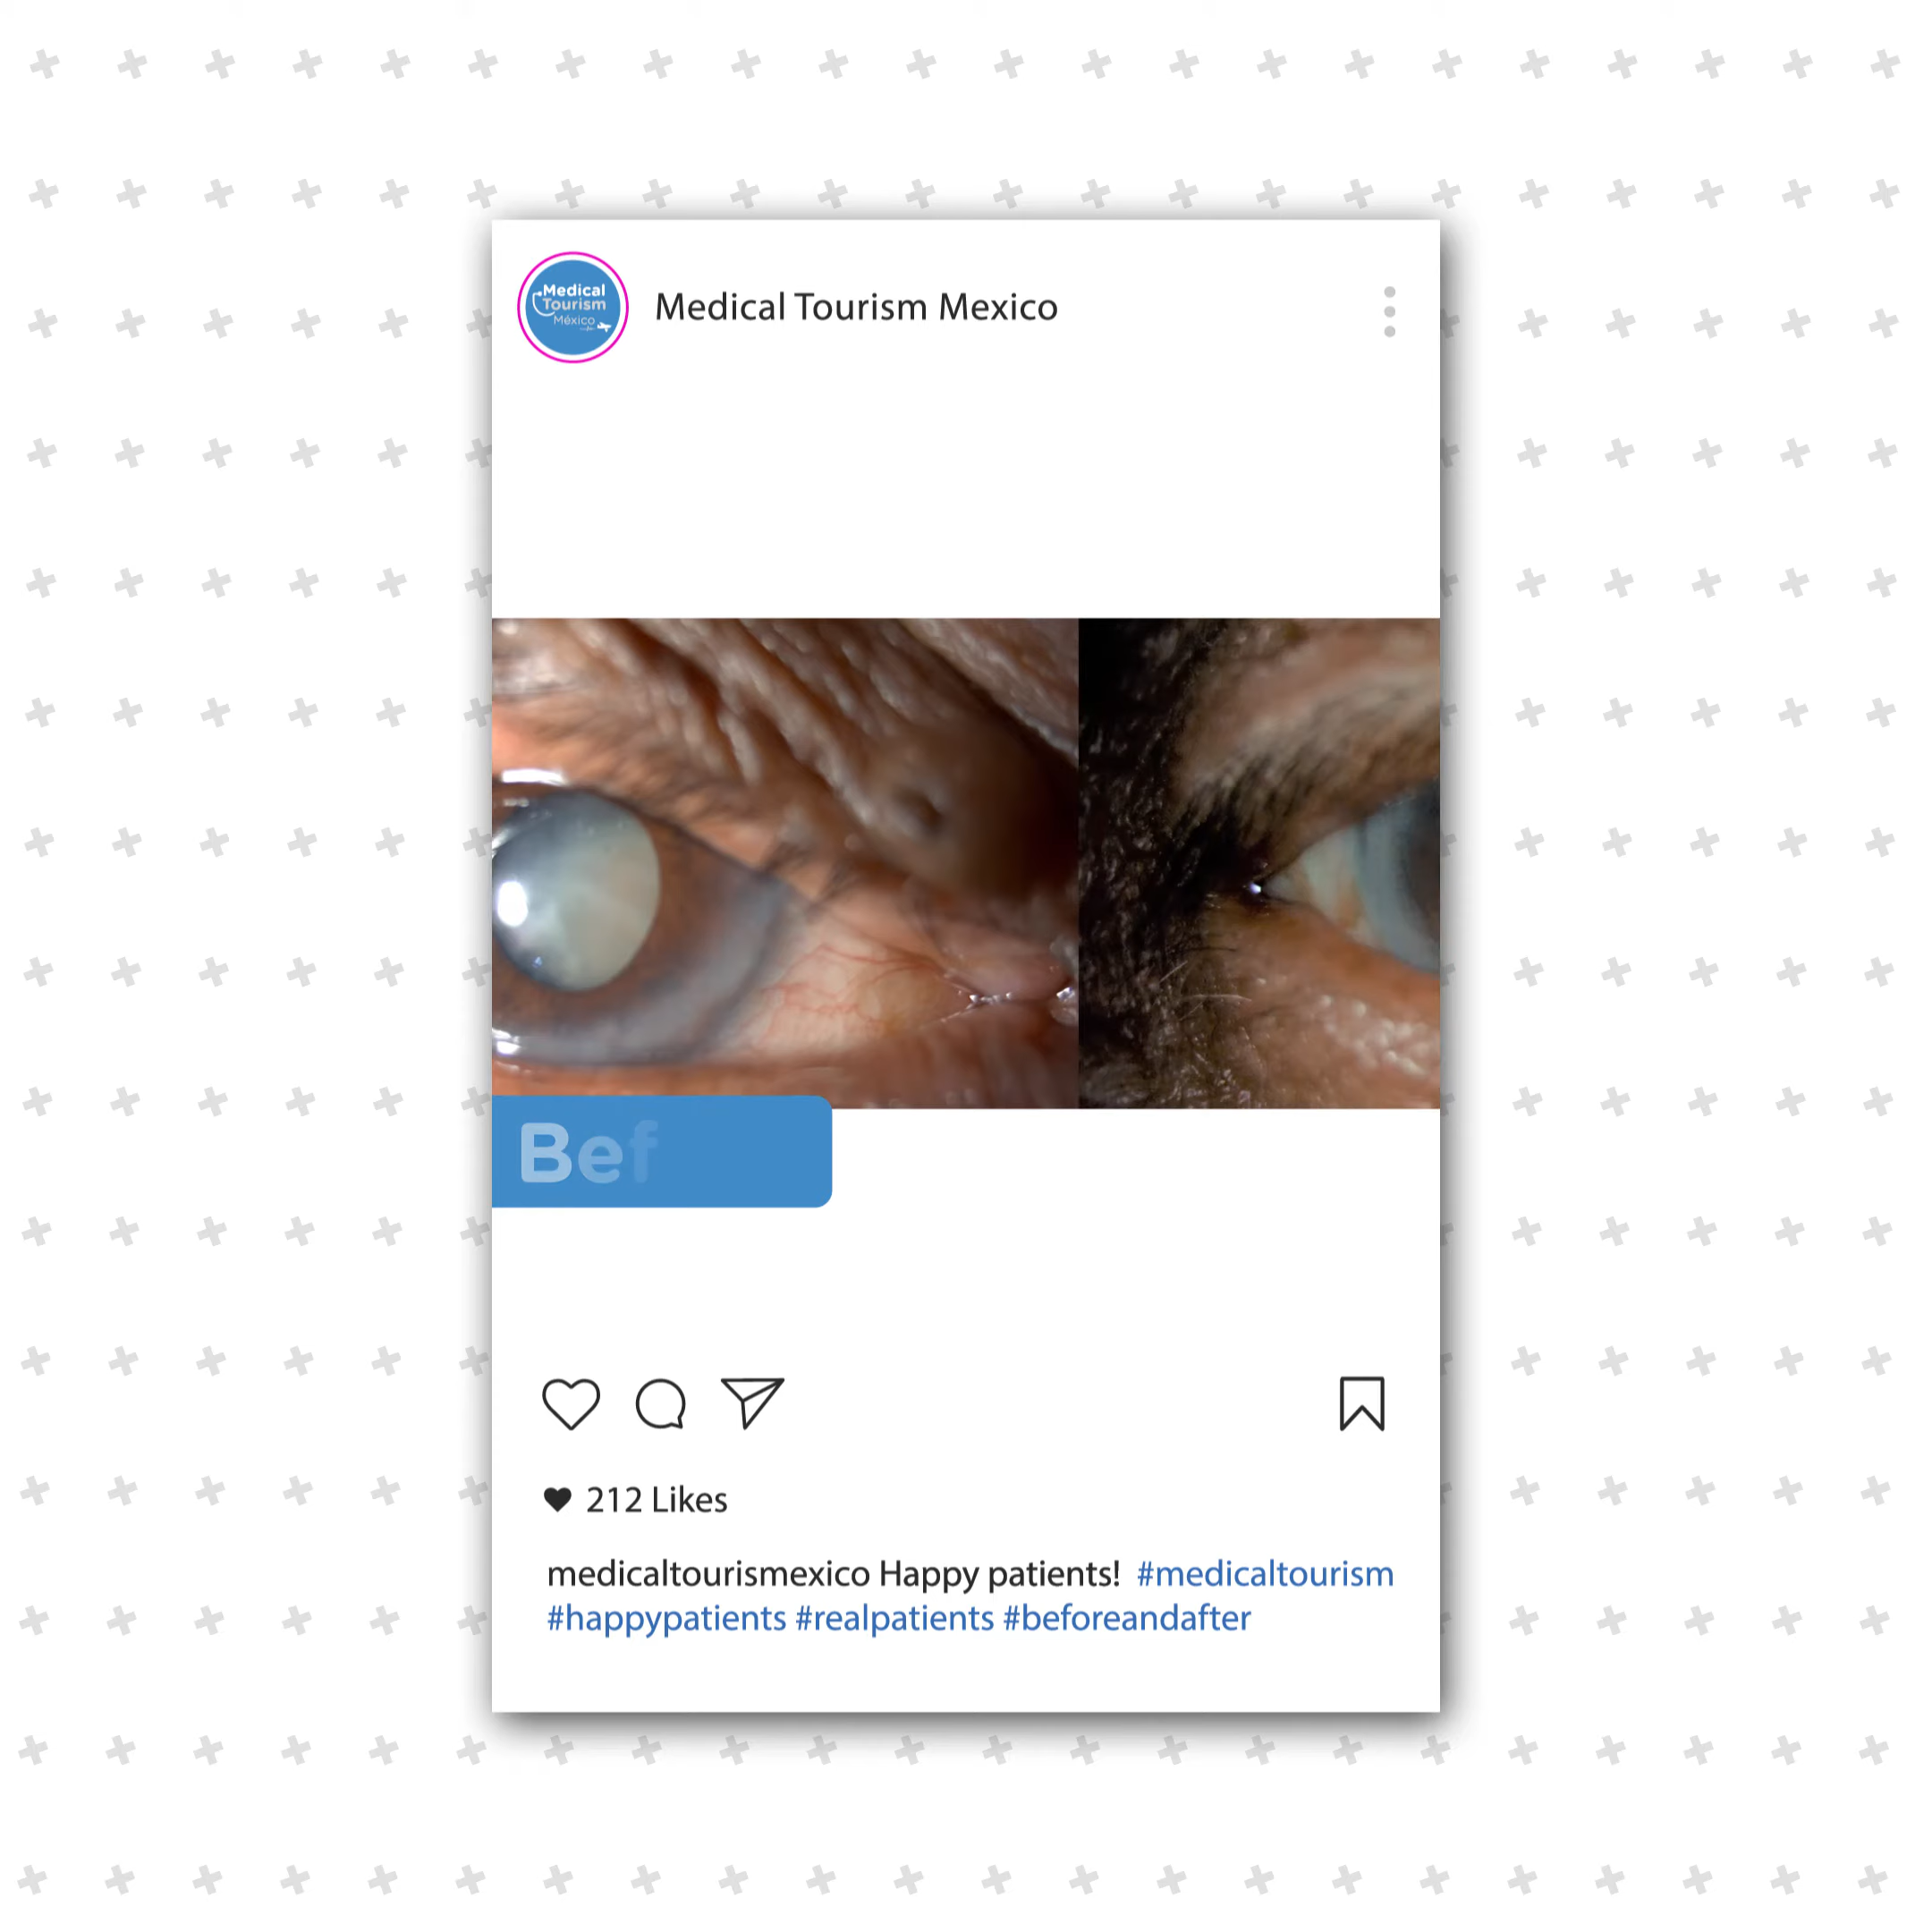 Medical
Tourism
México
Medical Tourism Mexico
Bef
212 Likes
medicaltourismexico Happy patients! #medicaltourism
#happypatients #realpatients #beforeandafter